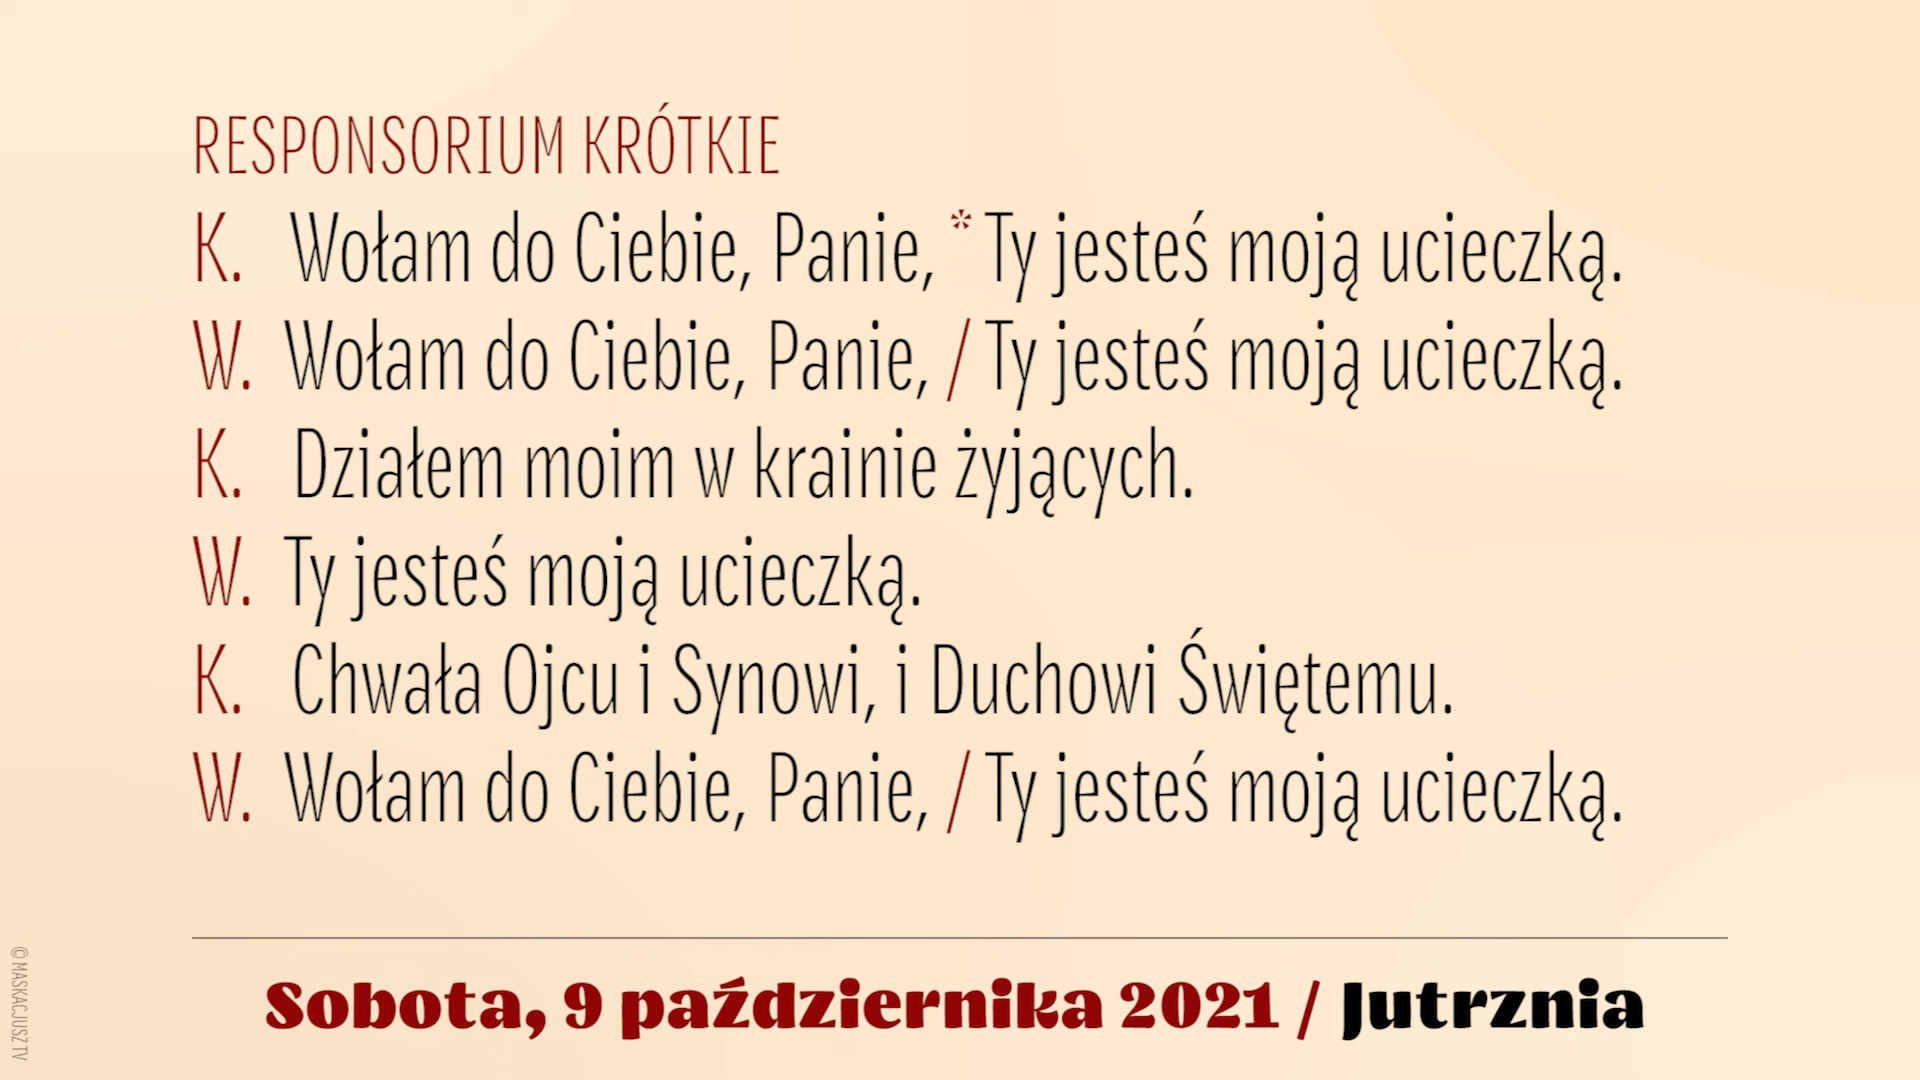 RESPONSORIUM KRÓTKIE
K. Wołam do Ciebie, Panie, * Ty jesteś moją ucieczką.
W. Wołam do Ciebie, Panie, / Ty jesteś moją ucieczką.
K. Działem moim w krainie żyjących.
W. Ty jesteś moją ucieczką.
K. Chwała Ojcu i Synowi, i Duchowi Świętemu.
W. Wołam do Ciebie, Panie, / Ty jesteś moją ucieczką.
Sobota, 9 października 2021 / Jutrznia
© MASKACJUSZ TV